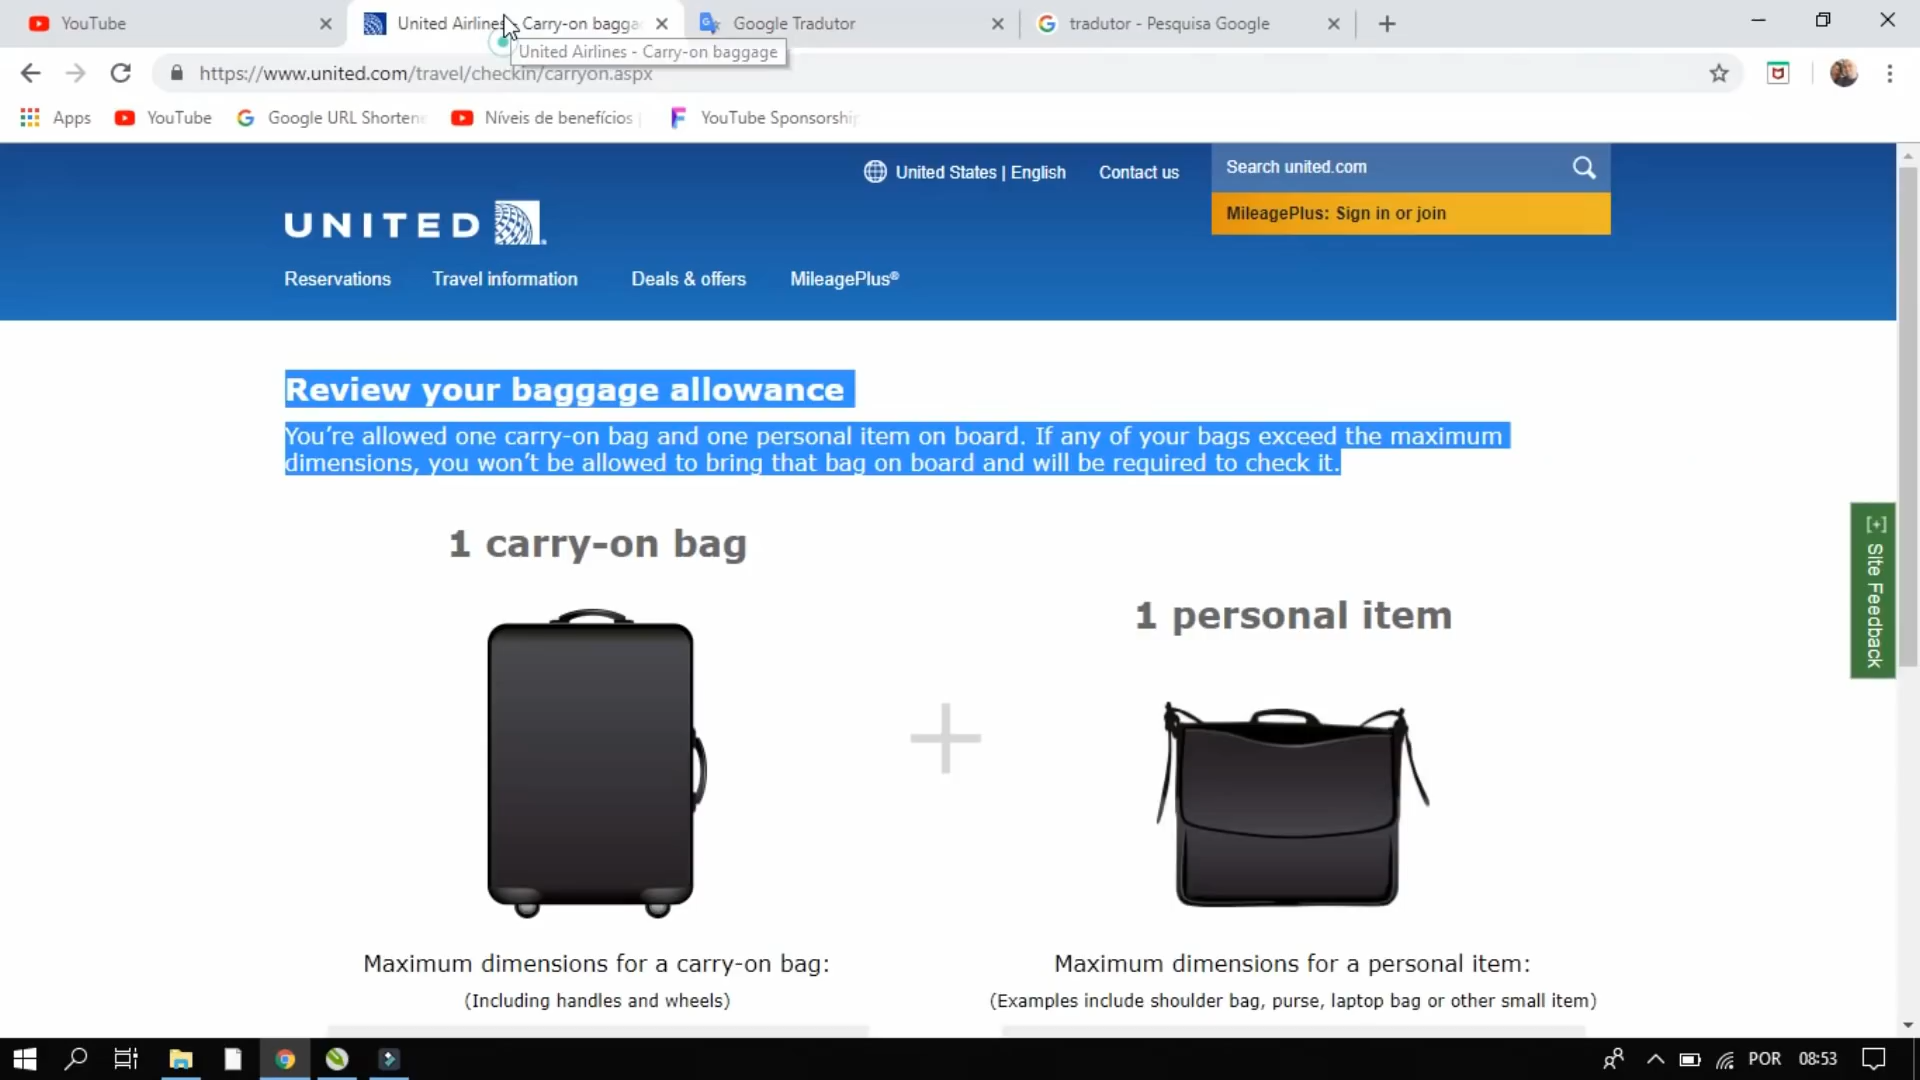 YouTube
United Airlines - Carry-on bagga
Google Tradutor
tradutor - Pesquisa Google
United Airlines - Carry-on baggage
https://www.united.com/travel/checkin/carryon.aspx
Apps
YouTube
Google URL Shorten
Níveis de benefícios
YouTube Sponsorship
United States | English
Contact us
Search united.com
MileagePlus: Sign in or join
UNITED
Reservations
Travel information
Deals & offers
MileagePlus®
Review your baggage allowance
You're allowed one carry-on bag and one personal item on board. If any of your bags exceed the maximum
dimensions, you won't be allowed to bring that bag on board and will be required to check it.
[+] Site Feedback
1 carry-on bag
1 personal item
Maximum dimensions for a carry-on bag:
(Including handles and wheels)
Maximum dimensions for a personal item:
(Examples include shoulder bag, purse, laptop bag or other small item)
POR
08:53